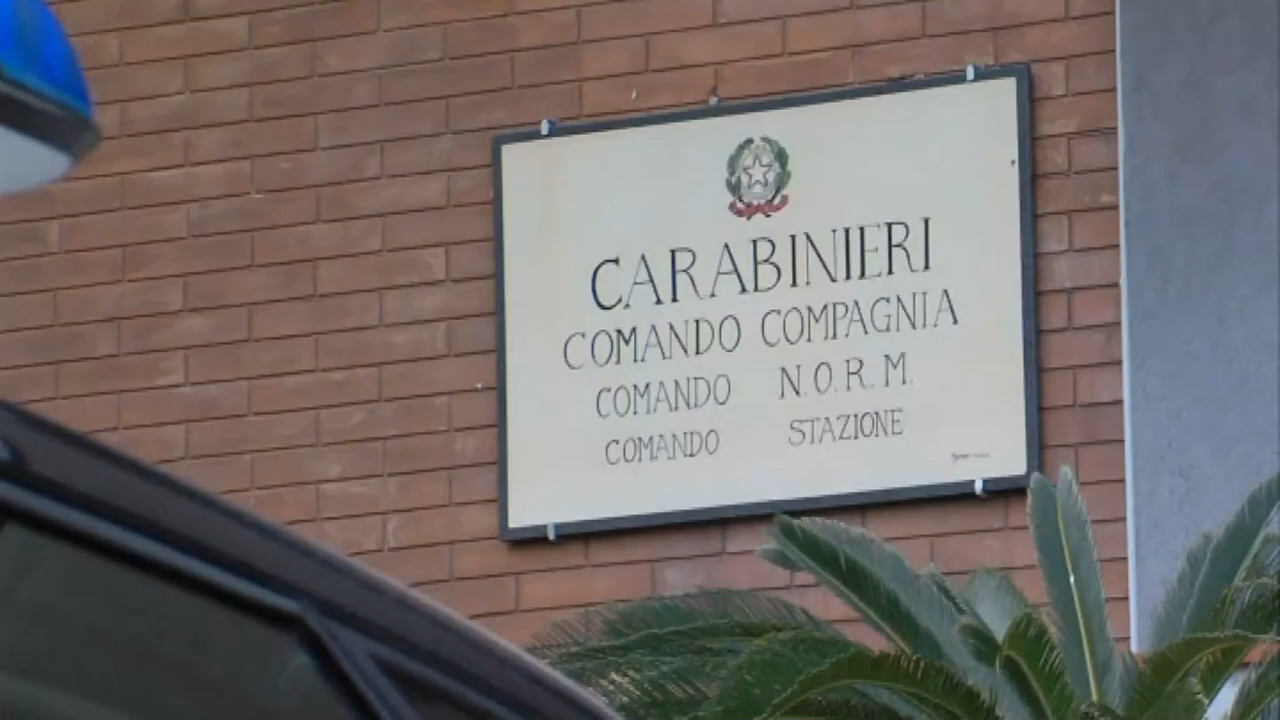 CARABINIERI
COMANDO COMPAGNIA
COMANDO N.O.R.M.
COMANDO STAZIONE